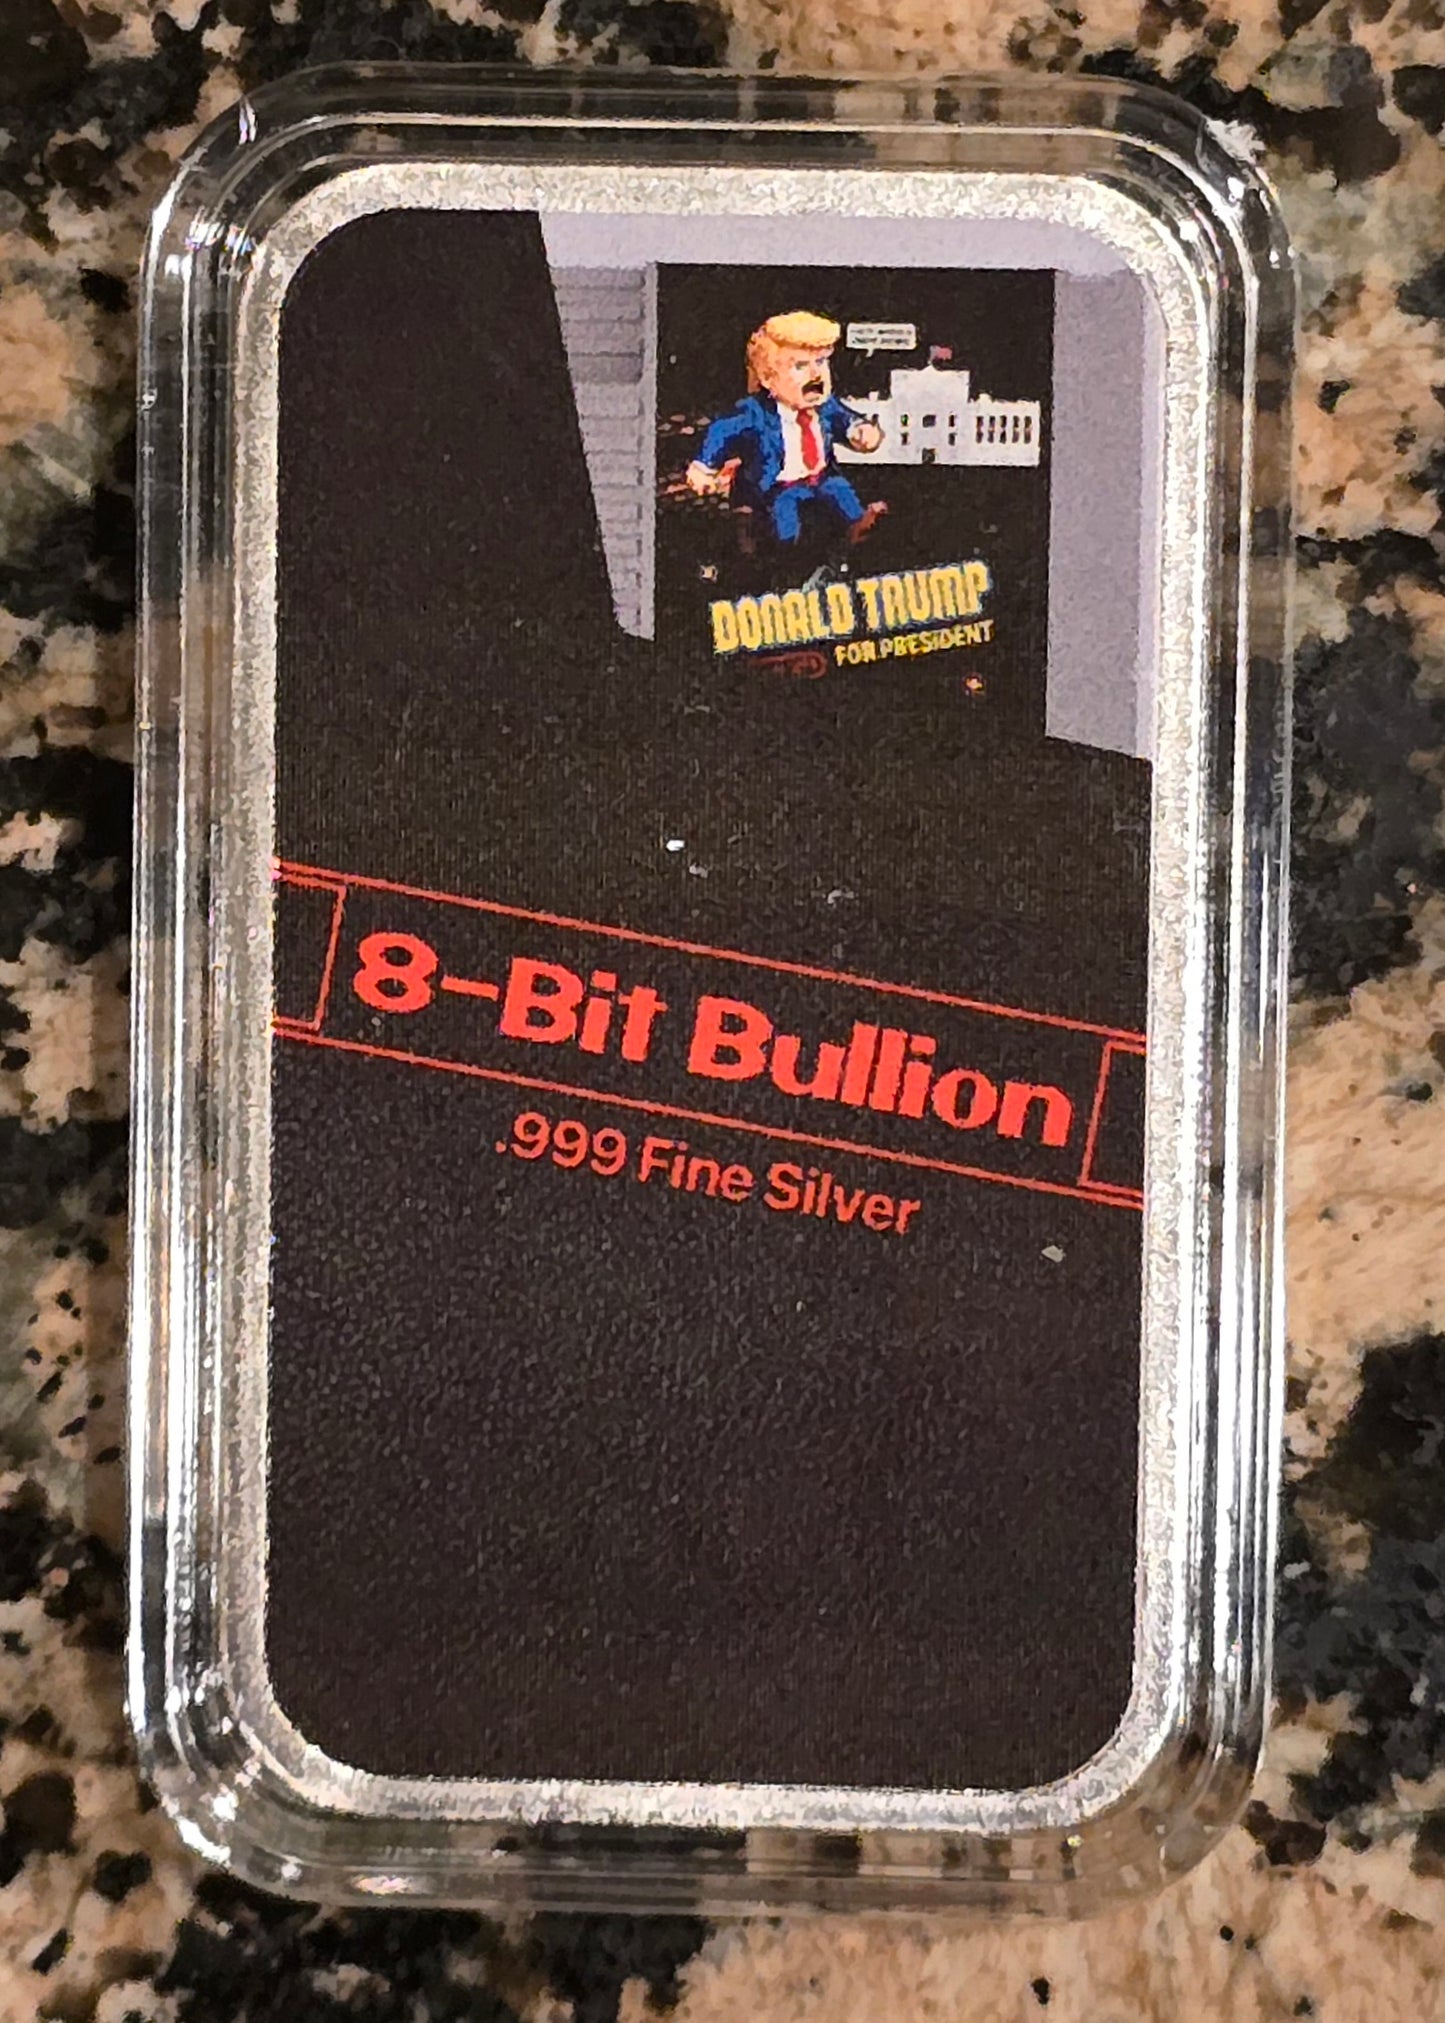 DONALD TRUMP
FOR PRESIDENT
8-Bit Bullion
.999 Fine Silver